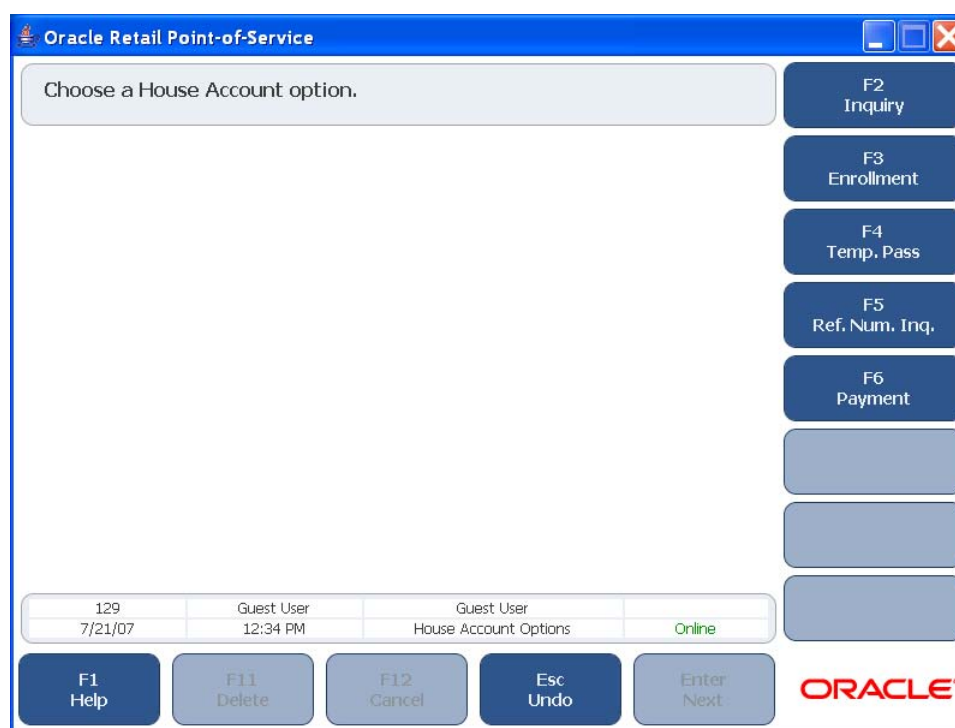 Oracle Retail Point-of-Service
Choose a House Account option.
F2
Inquiry
F3
Enrollment
F4
Temp. Pass
F5
Ref. Num. Inq.
F6
Payment
129 Guest User Guest User
7/21/07 12:34 PM House Account Options Online
F1
Help
F11
Delete
F12
Cancel
Esc
Undo
Enter
Next
ORACLE